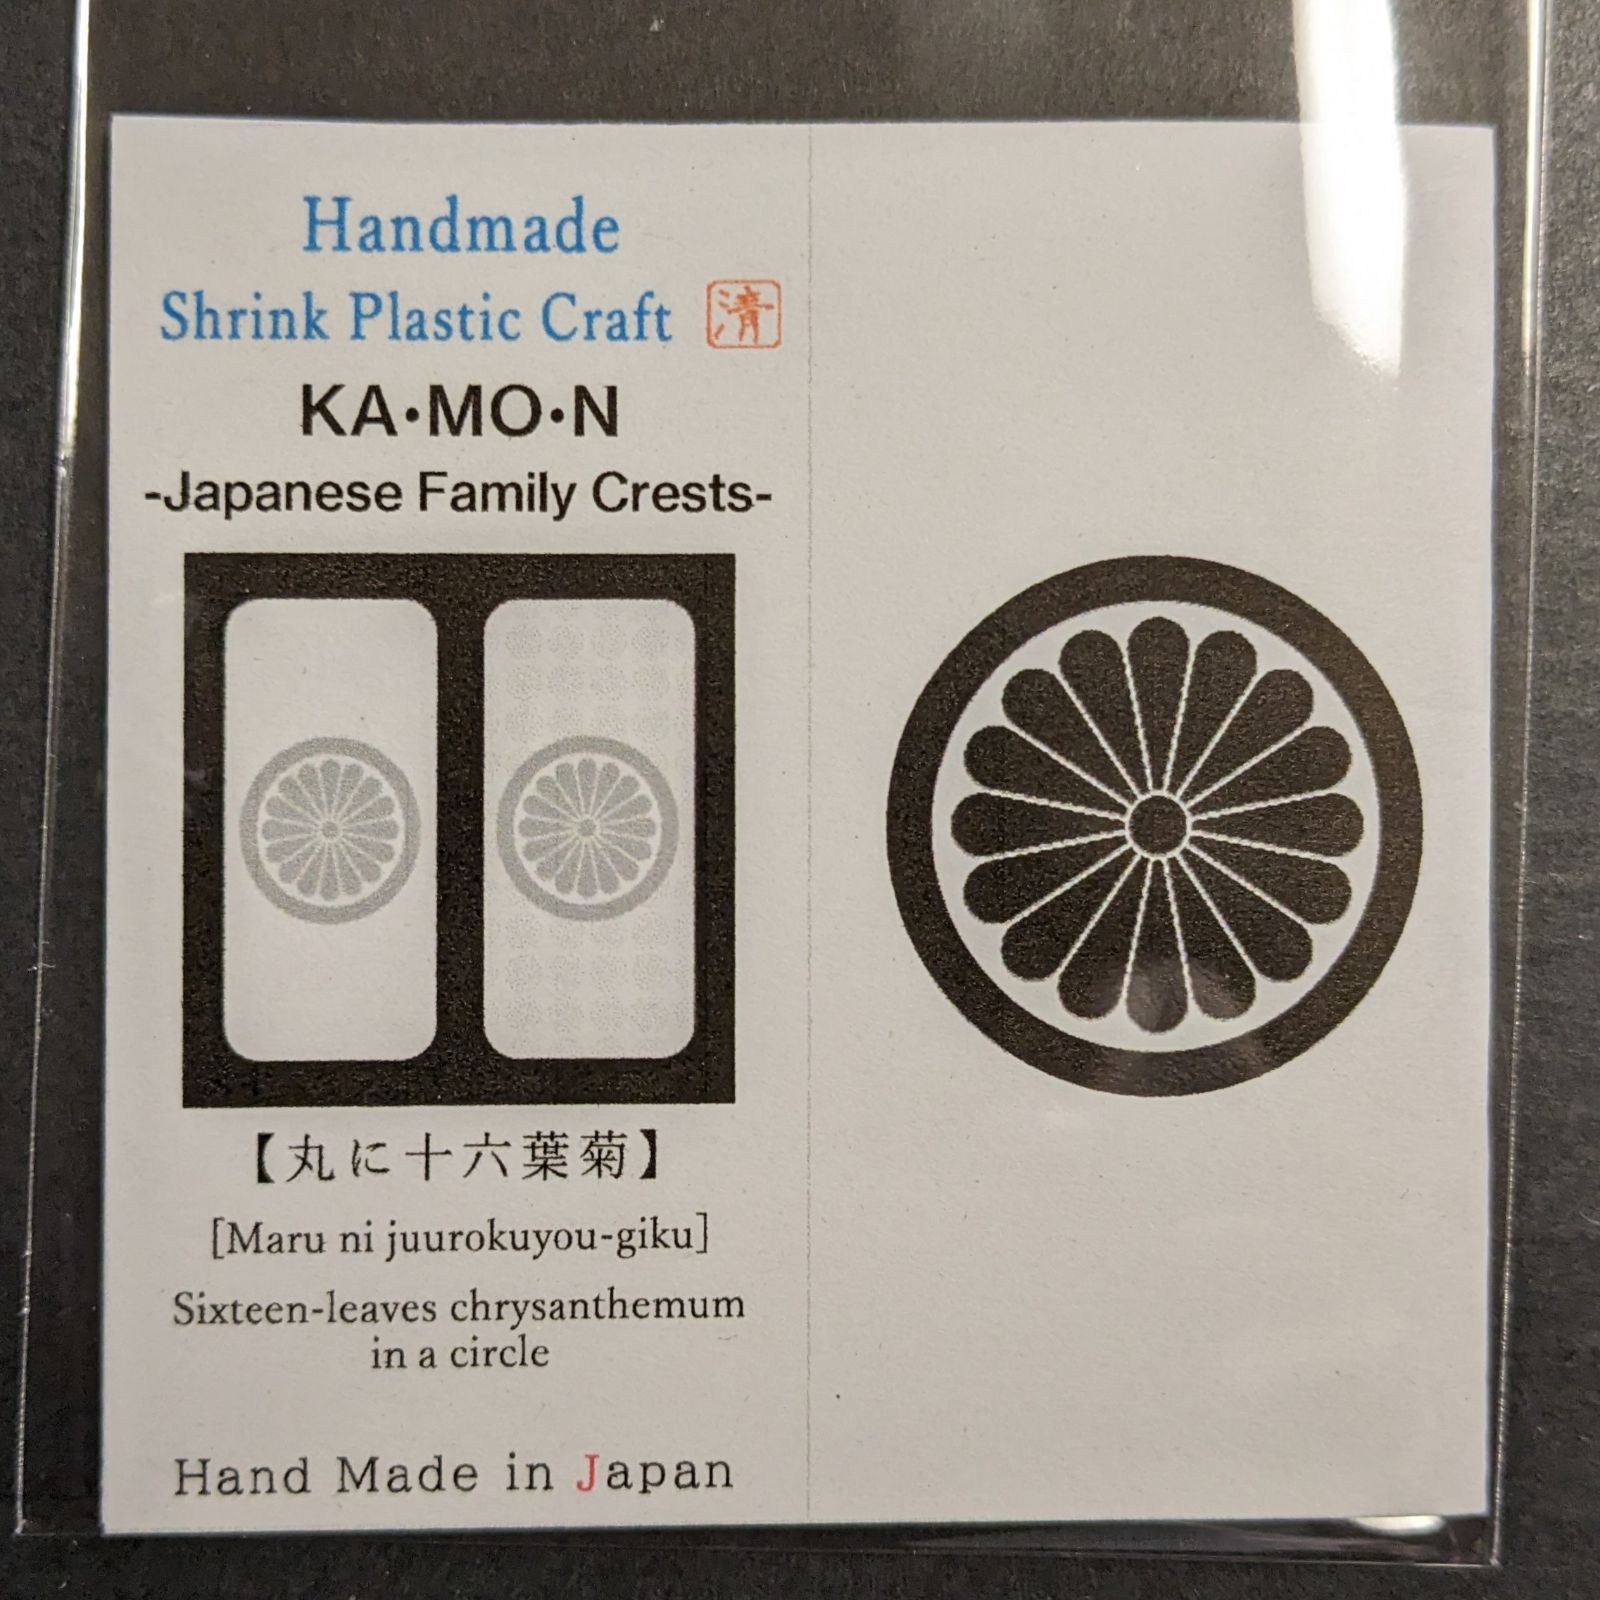 Handmade
Shrink Plastic Craft 清
KA・MO・N
-Japanese Family Crests-
【丸に十六葉菊】
[Maru ni juurokuyou-giku]
Sixteen-leaves chrysanthemum
in a circle
Hand Made in Japan